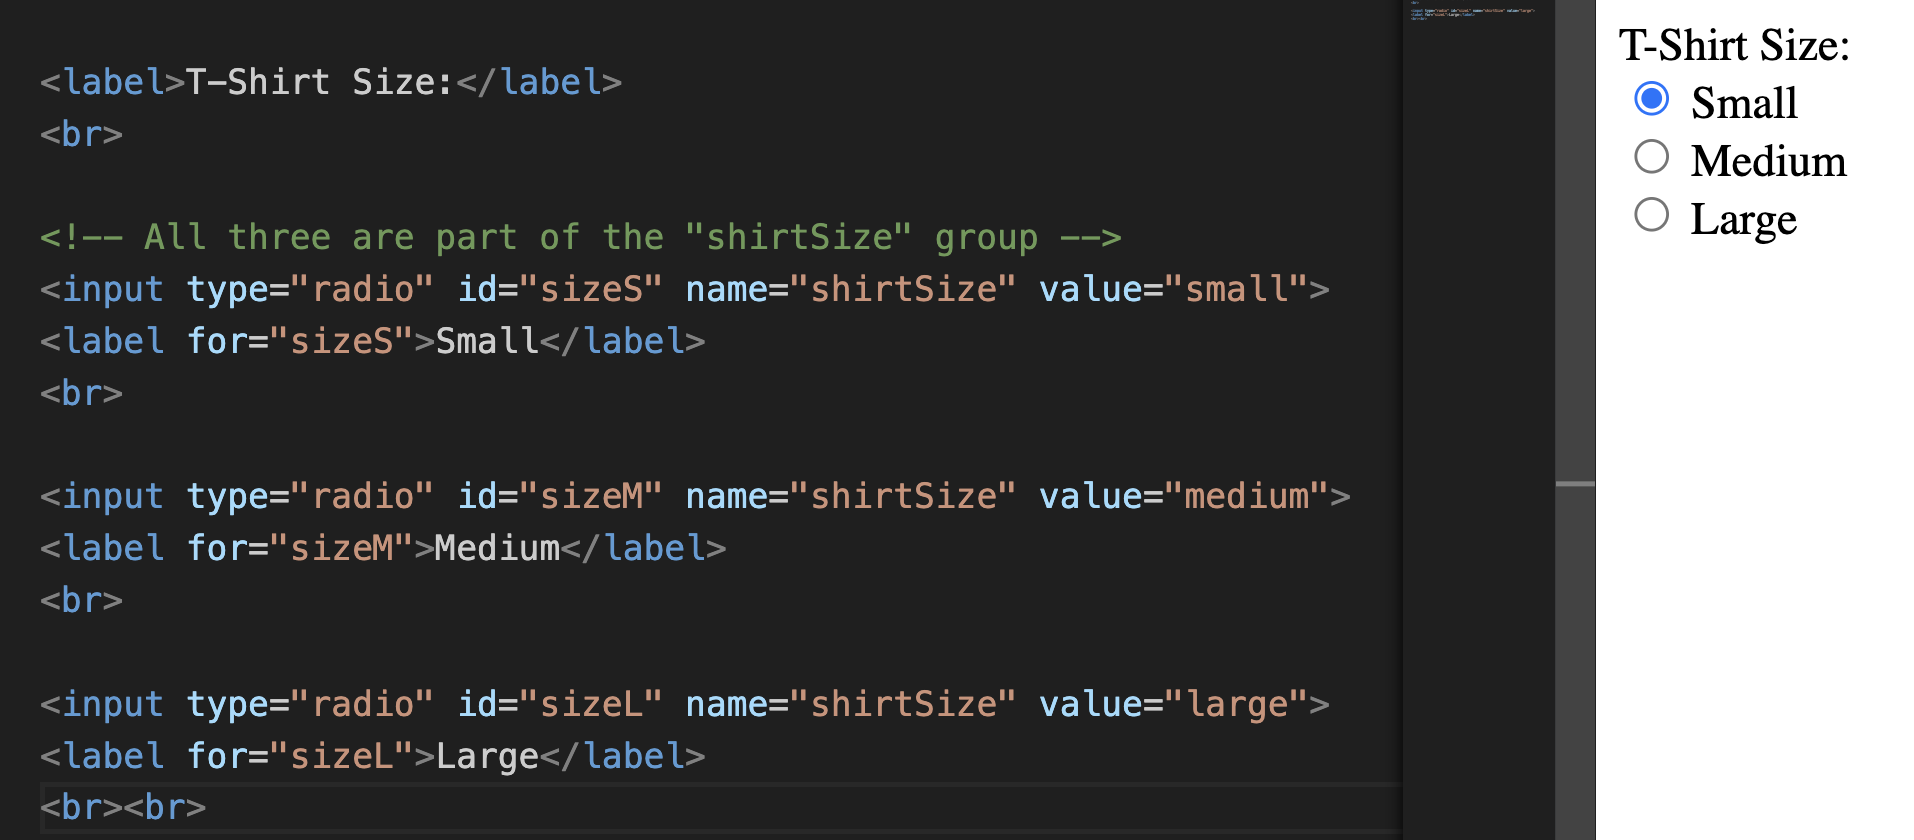 <label>T-Shirt Size:</label>
<br>
<!-- All three are part of the "shirtSize" group -->
<input type="radio" id="sizeS" name="shirtSize" value="small">
<label for="sizeS">Small</label>
<br>
<input type="radio" id="sizeM" name="shirtSize" value="medium">
<label for="sizeM">Medium</label>
<br>
<input type="radio" id="sizeL" name="shirtSize" value="large">
<label for="sizeL">Large</label>
<br><br>
T-Shirt Size:
Small
Medium
Large